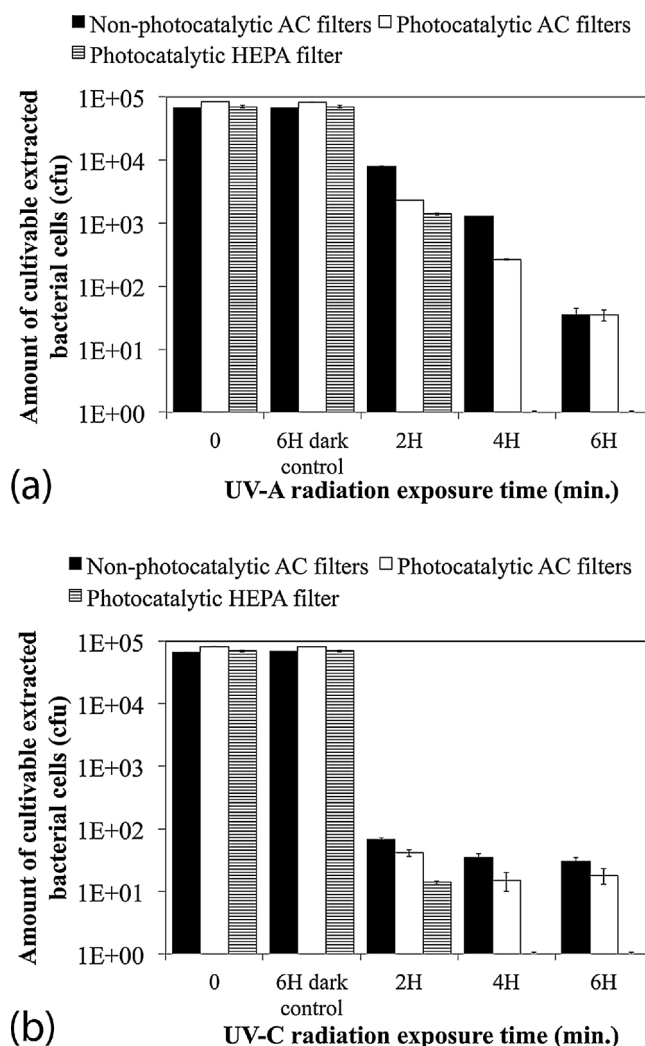 ■ Non-photocatalytic AC filters □ Photocatalytic AC filters
Photocatalytic HEPA filter
Amount of cultivable extracted
bacterial cells (cfu)
1E+05
1E+04
1E+03
1E+02
1E+01
1E+00
0 6H dark 2H 4H 6H
control
(a) UV-A radiation exposure time (min.)
■ Non-photocatalytic AC filters □ Photocatalytic AC filters
Photocatalytic HEPA filter
Amount of cultivable extracted
bacterial cells (cfu)
1E+05
1E+04
1E+03
1E+02
1E+01
1E+00
0 6H dark 2H 4H 6H
control
(b) UV-C radiation exposure time (min.)